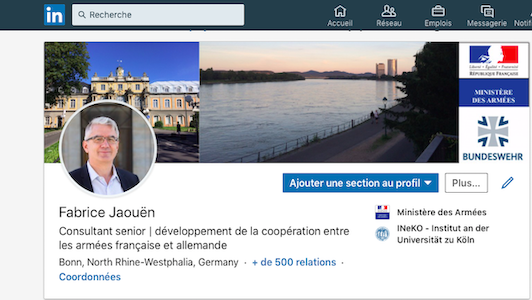 in
Recherche
Accueil
Réseau
Emplois
Messagerie
Notif
Liberté • Égalité • Fraternité
RÉPUBLIQUE FRANÇAISE
MINISTÈRE
DES ARMÉES
BUNDESWEHR
Ajouter une section au profil
Plus...
Fabrice Jaouën
Consultant senior | développement de la coopération entre
les armées française et allemande
Bonn, North Rhine-Westphalia, Germany · + de 500 relations ·
Coordonnées
Ministère des Armées
INeKO - Institut an der
Universität zu Köln